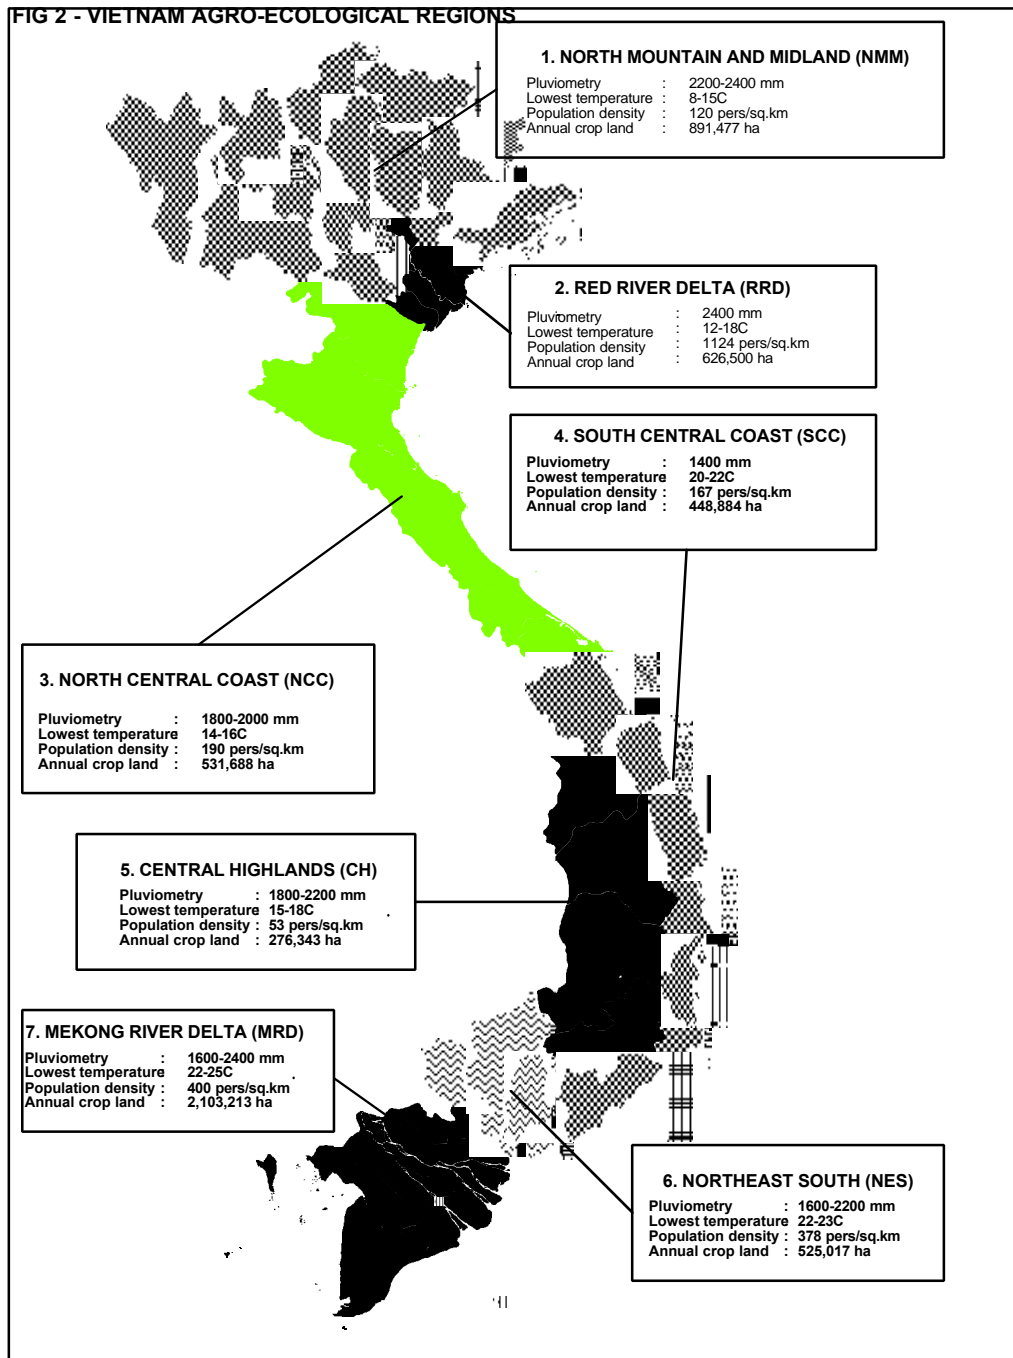 FIG 2 - VIETNAM AGRO-ECOLOGICAL REGIONS
1. NORTH MOUNTAIN AND MIDLAND (NMM)
Pluviometry : 2200-2400 mm
Lowest temperature : 8-15C
Population density : 120 pers/sq.km
Annual crop land : 891,477 ha
2. RED RIVER DELTA (RRD)
Pluviometry : 2400 mm
Lowest temperature : 12-18C
Population density : 1124 pers/sq.km
Annual crop land : 626,500 ha
4. SOUTH CENTRAL COAST (SCC)
Pluviometry : 1400 mm
Lowest temperature : 20-22C
Population density : 167 pers/sq.km
Annual crop land : 448,884 ha
3. NORTH CENTRAL COAST (NCC)
Pluviometry : 1800-2000 mm
Lowest temperature : 14-16C
Population density : 190 pers/sq.km
Annual crop land : 531,688 ha
5. CENTRAL HIGHLANDS (CH)
Pluviometry : 1800-2200 mm
Lowest temperature : 15-18C
Population density : 53 pers/sq.km
Annual crop land : 276,343 ha
7. MEKONG RIVER DELTA (MRD)
Pluviometry : 1600-2400 mm
Lowest temperature : 22-25C
Population density : 400 pers/sq.km
Annual crop land : 2,103,213 ha
6. NORTHEAST SOUTH (NES)
Pluviometry : 1600-2200 mm
Lowest temperature : 22-23C
Population density : 378 pers/sq.km
Annual crop land : 525,017 ha